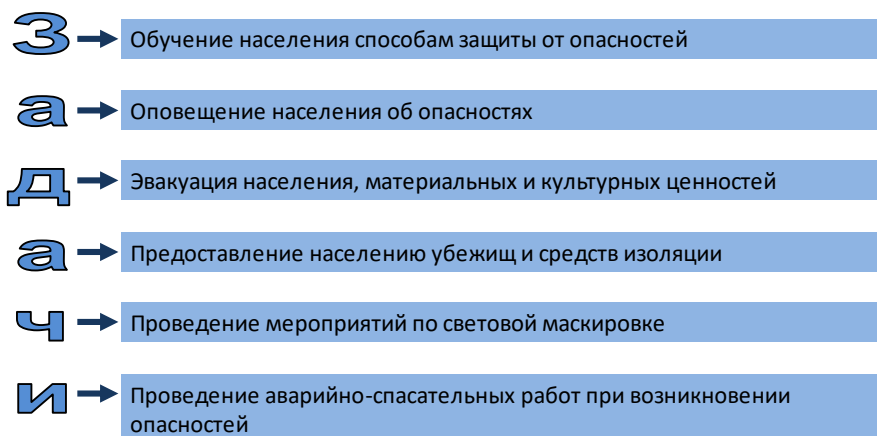 З Обучение населения способам защиты от опасностей
а Оповещение населения об опасностях
д Эвакуация населения, материальных и культурных ценностей
а Предоставление населению убежищ и средств изоляции
ч Проведение мероприятий по световой маскировке
и Проведение аварийно-спасательных работ при возникновении
опасностей